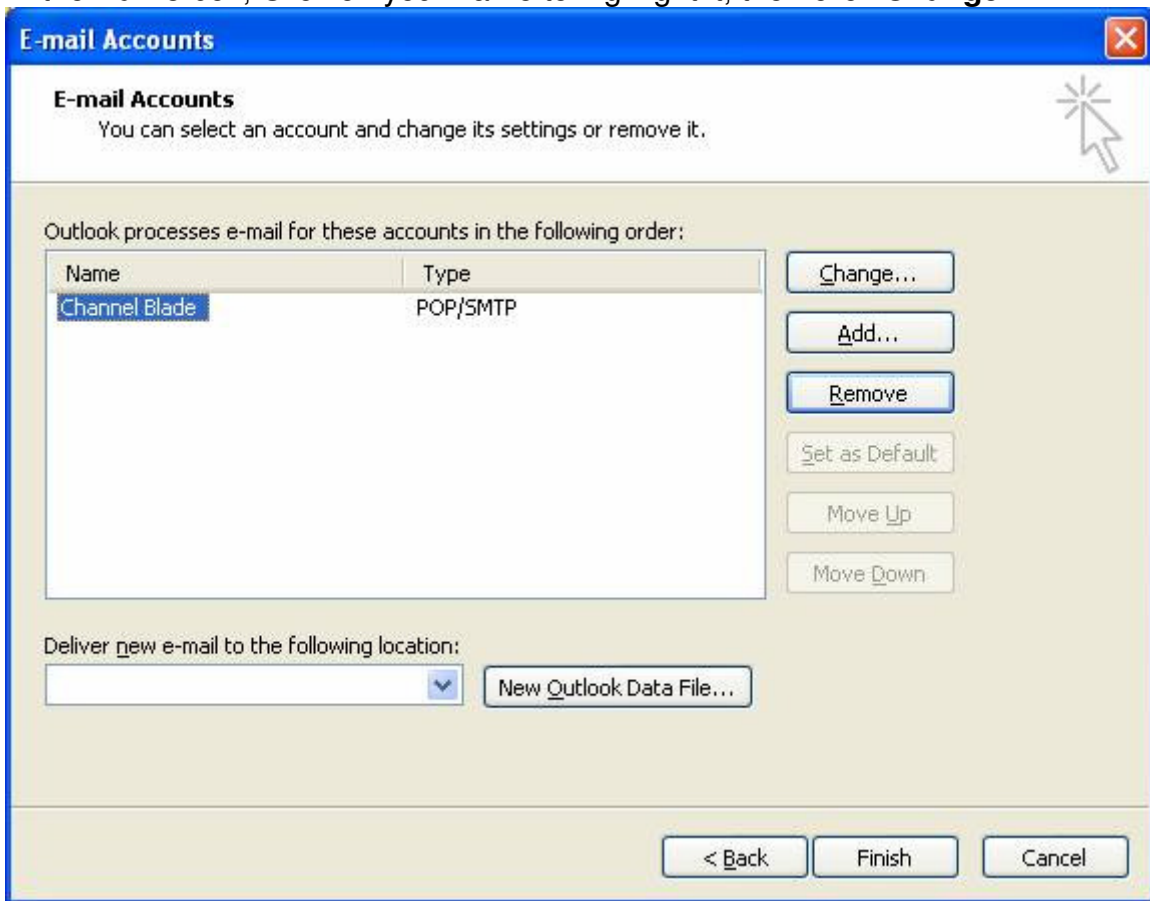 E-mail Accounts
E-mail Accounts
You can select an account and change its settings or remove it.
Outlook processes e-mail for these accounts in the following order:
Name Type
Channel Blade POP/SMTP
Change...
Add...
Remove
Set as Default
Move Up
Move Down
Deliver new e-mail to the following location:
New Outlook Data File...
< Back Finish Cancel